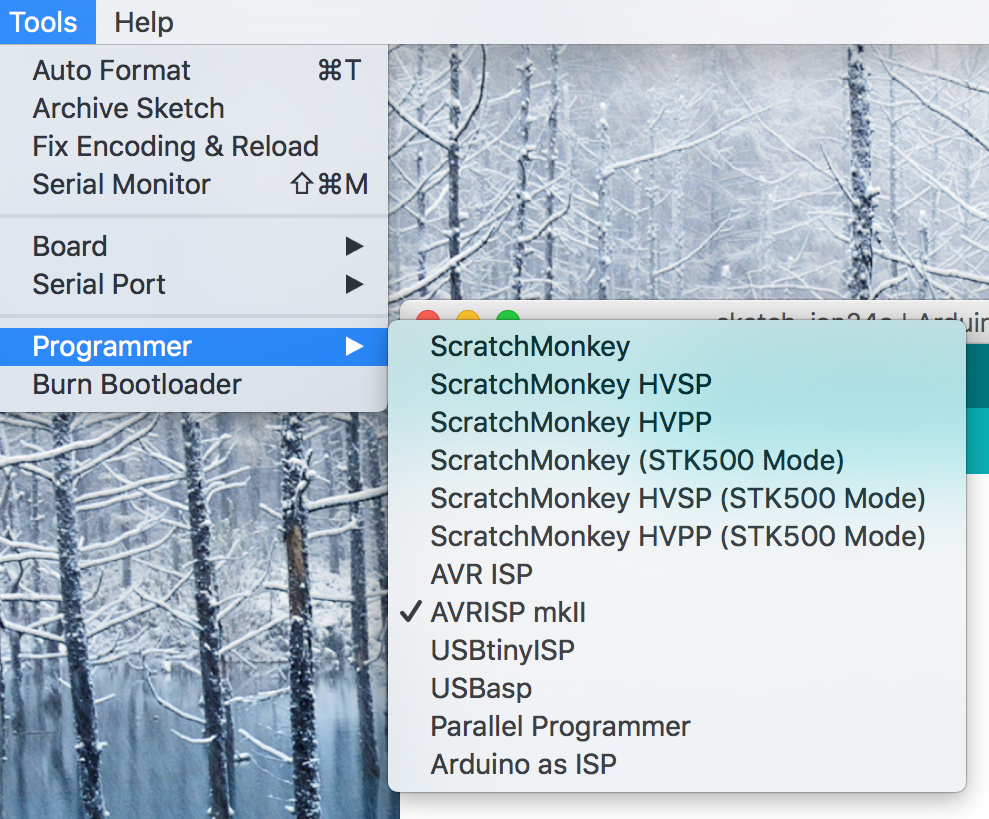 Tools Help
Auto Format ⌘T
Archive Sketch
Fix Encoding & Reload
Serial Monitor ⇧⌘M
Board ▶
Serial Port ▶
Programmer ▶
Burn Bootloader
ScratchMonkey
ScratchMonkey HVSP
ScratchMonkey HVPP
ScratchMonkey (STK500 Mode)
ScratchMonkey HVSP (STK500 Mode)
ScratchMonkey HVPP (STK500 Mode)
AVR ISP
✓ AVRISP mkII
USBtinyISP
USBasp
Parallel Programmer
Arduino as ISP